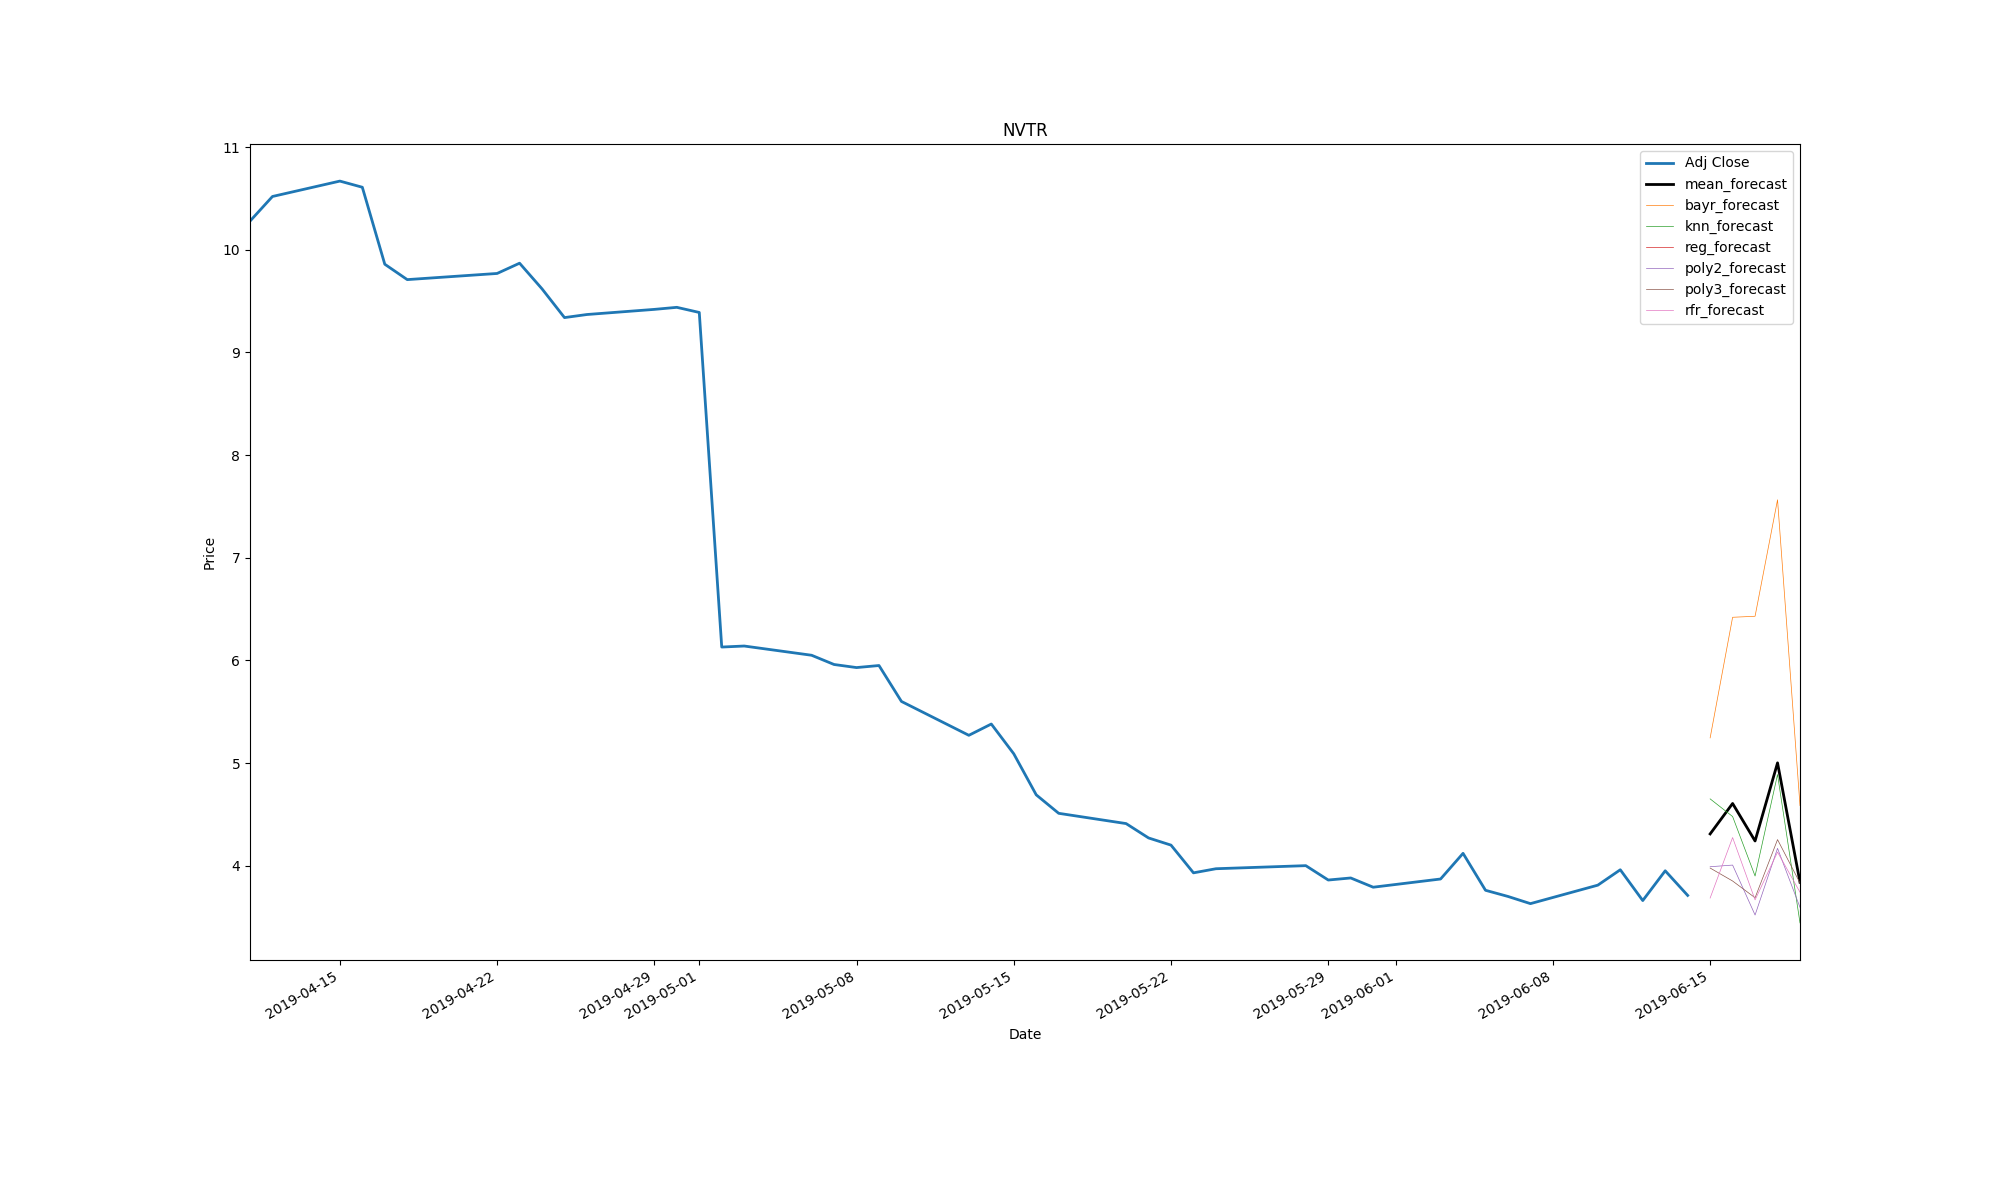 NVTR
11
10
9
8
7
6
5
4
Price
Adj Close
mean_forecast
bayr_forecast
knn_forecast
reg_forecast
poly2_forecast
poly3_forecast
rfr_forecast
2019-04-15
2019-04-22
2019-04-29
2019-05-01
2019-05-08
2019-05-15
2019-05-22
2019-05-29
2019-06-01
2019-06-08
2019-06-15
Date